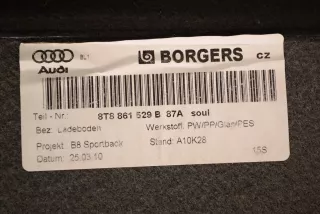 BORGERS CZ
Audi
Teil - Nr.: 8T8 861 529 B 87A soul
Bez: Ladeboden Werkstoff: PW/PP/Glan/PES
Projekt: B8 Sportback Stand: A10K28
Datum: 25.03.10